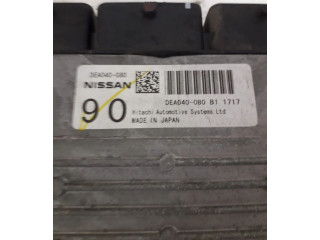 DEA040-080
NISSAN
90
DEA040-080 B1 1717
Hitachi Automotive Systems Ltd
MADE IN JAPAN